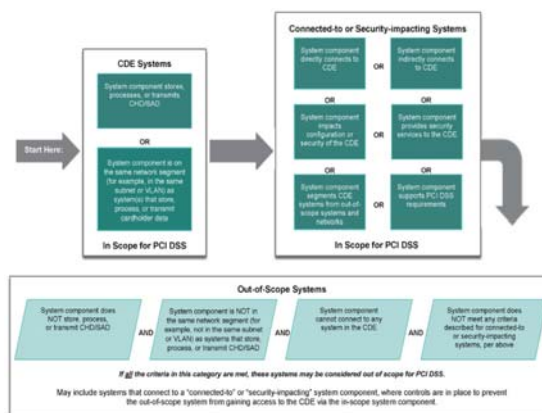 Connected-to or Security-impacting Systems
CDE Systems
System component stores,
processes, or transmits
CHD/SAD
OR
System component is on
the same network segment
(for example, in the same
subnet or VLAN) as
system(s) that store,
process, or transmit
cardholder data
In Scope for PCI DSS
Start Here:
System component
directly connects to
CDE
OR
System component
indirectly connects
to CDE
OR
OR
System component
impacts
configuration or
security of the CDE
OR
System component
provides security
services to the CDE
OR
OR
System component
segments CDE
systems from out-of-
scope systems and
networks
OR
System component
supports PCI DSS
requirements
In Scope for PCI DSS
Out-of-Scope Systems
System component does
NOT store, process,
or transmit CHD/SAD
AND
System component is NOT in
the same network segment (for
example, not in the same subnet
or VLAN) as systems that store,
process, or transmit CHD/SAD
AND
System component
cannot connect to any
system in the CDE.
AND
System component does
NOT meet any criteria
described for connected-to
or security-impacting
systems, per above
If all the criteria in this category are met, these systems may be considered out of scope for PCI DSS.
May include systems that connect to a “connected-to” or “security-impacting” system component, where controls are in place to prevent
the out-of-scope system from gaining access to the CDE via the in-scope system component.